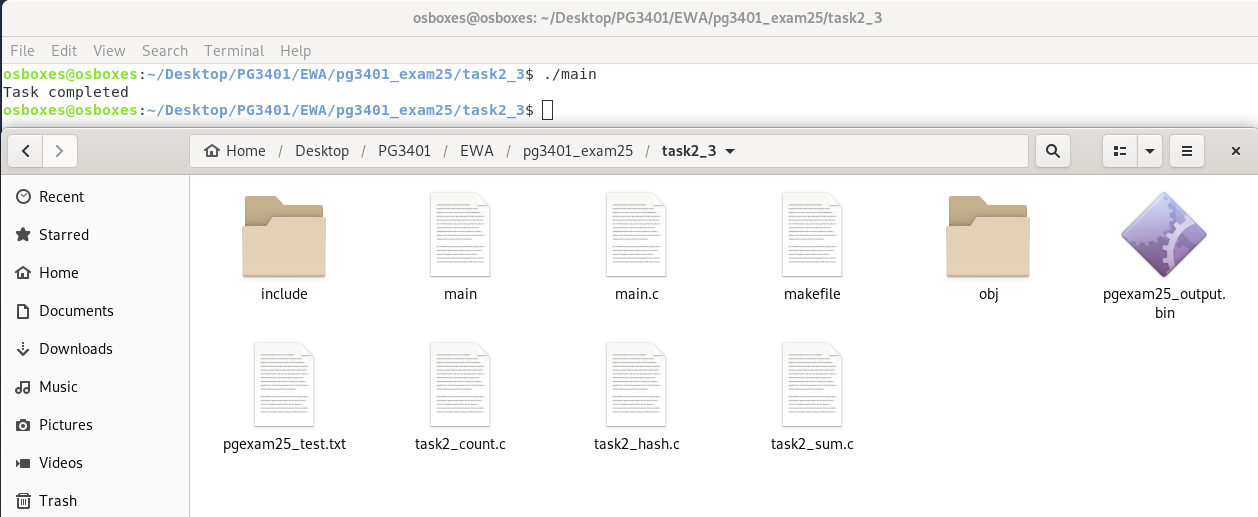 osboxes@osboxes: ~/Desktop/PG3401/EWA/pg3401_exam25/task2_3
File Edit View Search Terminal Help
osboxes@osboxes:~/Desktop/PG3401/EWA/pg3401_exam25/task2_3$ ./main
Task completed
osboxes@osboxes:~/Desktop/PG3401/EWA/pg3401_exam25/task2_3$
Home / Desktop / PG3401 / EWA / pg3401_exam25 / task2_3
Recent
Starred
Home
Documents
Downloads
Music
Pictures
Videos
Trash
include
main
main.c
makefile
obj
pgexam25_output.
bin
pgexam25_test.txt
task2_count.c
task2_hash.c
task2_sum.c